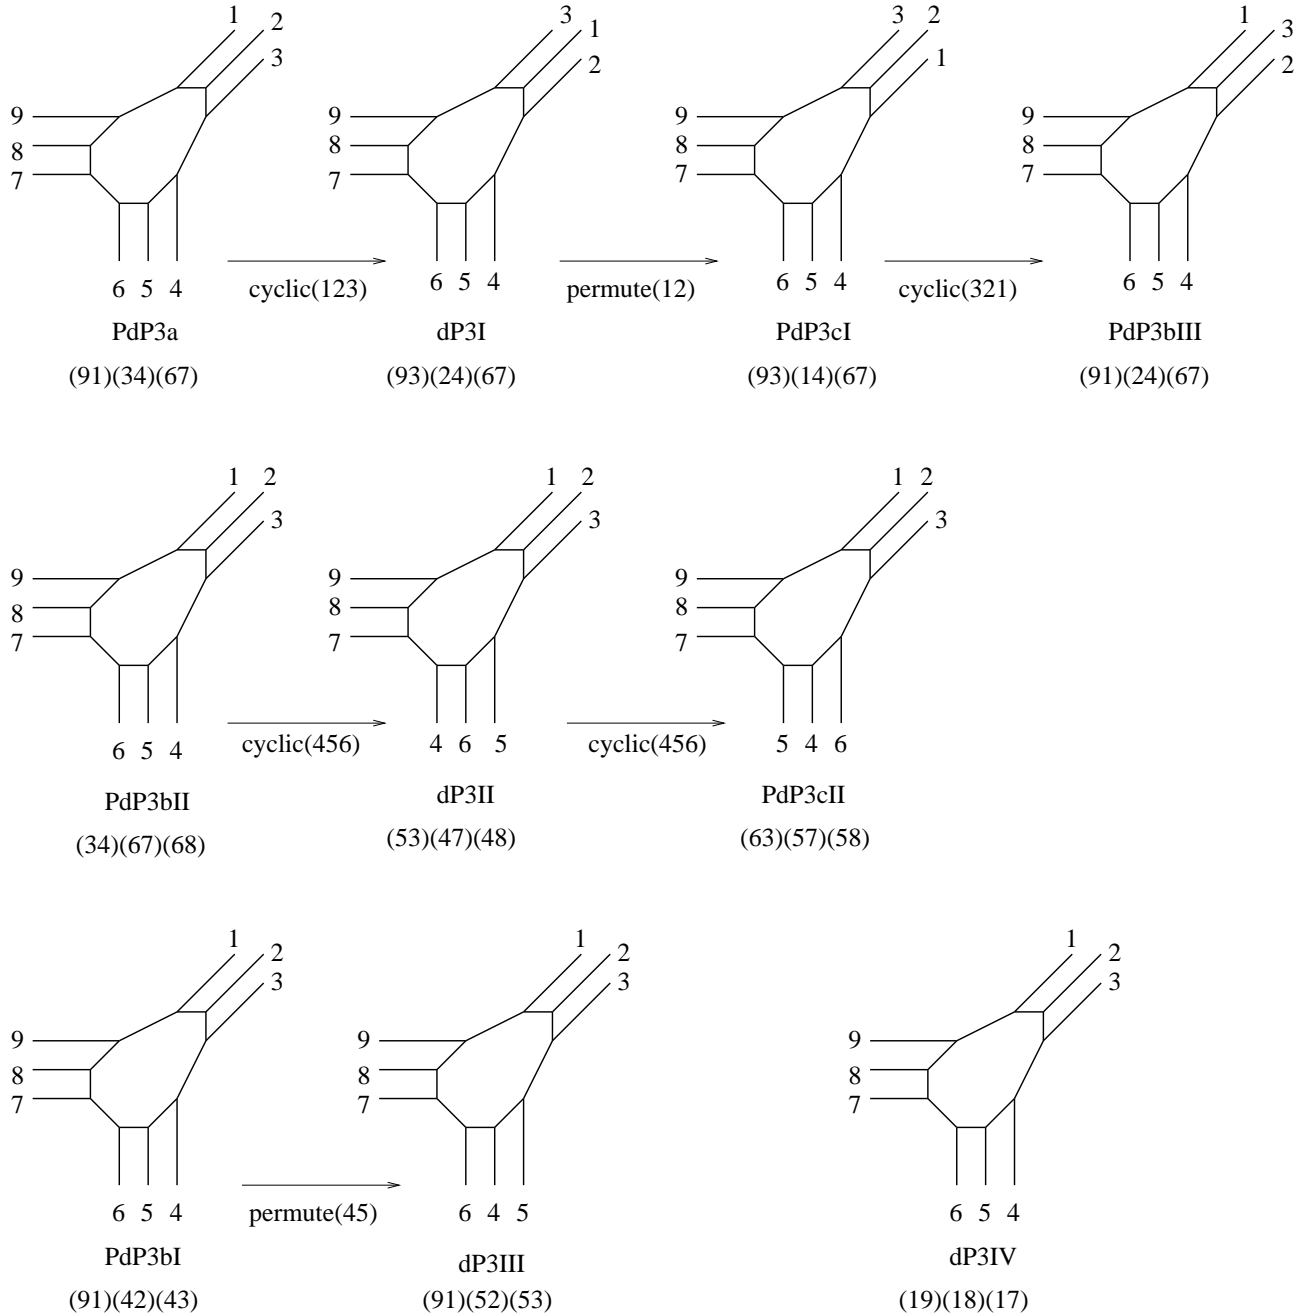 1 2 3 9 8 7 6 5 4
3 1 2 9 8 7 6 5 4
3 2 1 9 8 7 6 5 4
1 3 2 9 8 7 6 5 4
cyclic(123) permute(12) cyclic(321)
PdP3a dP3I PdP3cI PdP3bIII
(91)(34)(67) (93)(24)(67) (93)(14)(67) (91)(24)(67)
1 2 3 9 8 7 6 5 4
1 2 3 9 8 7 4 6 5
1 2 3 9 8 7 5 4 6
cyclic(456) cyclic(456)
PdP3bII dP3II PdP3cII
(34)(67)(68) (53)(47)(48) (63)(57)(58)
1 2 3 9 8 7 6 5 4
1 2 3 9 8 7 6 4 5
1 2 3 9 8 7 6 5 4
permute(45)
PdP3bI dP3III dP3IV
(91)(42)(43) (91)(52)(53) (19)(18)(17)